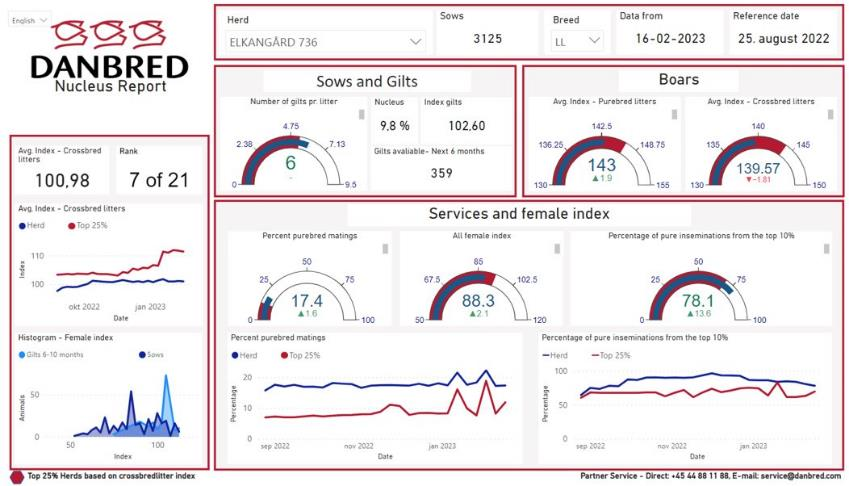 English
DANBRED
Nucleus Report
Herd
ELKANGÅRD 736
Sows
3125
Breed
LL
Data from
16-02-2023
Reference date
25. august 2022
Sows and Gilts
Number of gilts pr. litter
4.75
2.38
7.13
6
-
0
9.5
Nucleus
9,8 %
Index gilts
102,60
Gilts avaliable- Next 6 months
359
Boars
Avg. Index - Purebred litters
142.5
136.25
148.75
143
▲1.9
130
155
Avg. Index - Crossbred litters
140
135
145
139.57
▼-1.81
130
150
Avg. Index - Crossbred
litters
100,98
Rank
7 of 21
Avg. Index - Crossbred litters
Herd
Top 25%
110
100
Index
okt 2022
jan 2023
Date
Histogram - Female index
Gilts 6-10 months
Sows
50
0
Animals
50
100
Index
Services and female index
Percent purebred matings
50
25
75
17.4
▲1.6
0
100
All female index
85
67.5
102.5
88.3
▲2.1
50
120
Percentage of pure inseminations from the top 10%
50
25
75
78.1
▲13.6
0
100
Percent purebred matings
Herd
Top 25%
20
10
0
Percentage
sep 2022
nov 2022
jan 2023
Date
Percentage of pure inseminations from the top 10%
Herd
Top 25%
100
50
0
Percentage
sep 2022
nov 2022
jan 2023
Date
Top 25% Herds based on crossbredlitter index
Partner Service - Direct: +45 44 88 11 88, E-mail: service@danbred.com